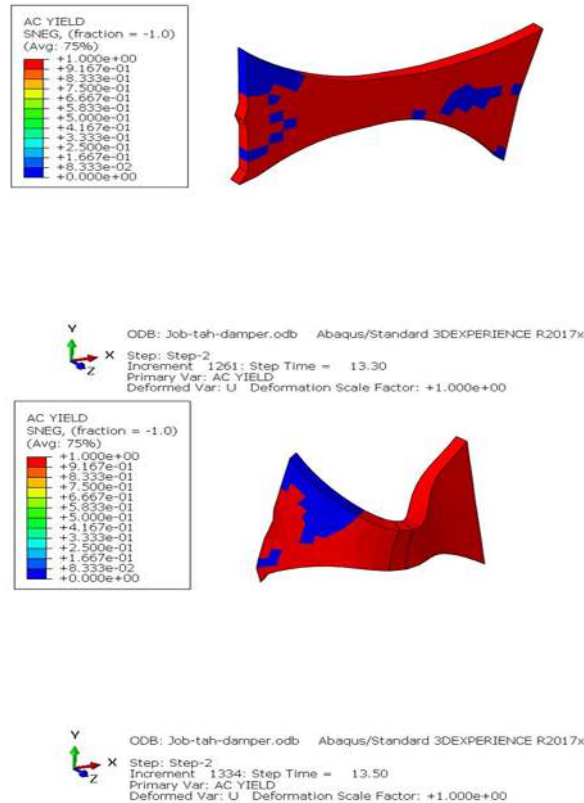 AC YIELD
SNEG, (fraction = -1.0)
(Avg: 75%)
+1.000e+00
+9.167e-01
+8.333e-01
+7.500e-01
+6.667e-01
+5.833e-01
+5.000e-01
+4.167e-01
+3.333e-01
+2.500e-01
+1.667e-01
+8.333e-02
+0.000e+00
Y
X
Z
ODB: Job-tah-damper.odb Abaqus/Standard 3DEXPERIENCE R2017x
Step: Step-2
Increment 1261: Step Time = 13.30
Primary Var: AC YIELD
Deformed Var: U Deformation Scale Factor: +1.000e+00
AC YIELD
SNEG, (fraction = -1.0)
(Avg: 75%)
+1.000e+00
+9.167e-01
+8.333e-01
+7.500e-01
+6.667e-01
+5.833e-01
+5.000e-01
+4.167e-01
+3.333e-01
+2.500e-01
+1.667e-01
+8.333e-02
+0.000e+00
Y
X
Z
ODB: Job-tah-damper.odb Abaqus/Standard 3DEXPERIENCE R2017x
Step: Step-2
Increment 1334: Step Time = 13.50
Primary Var: AC YIELD
Deformed Var: U Deformation Scale Factor: +1.000e+00